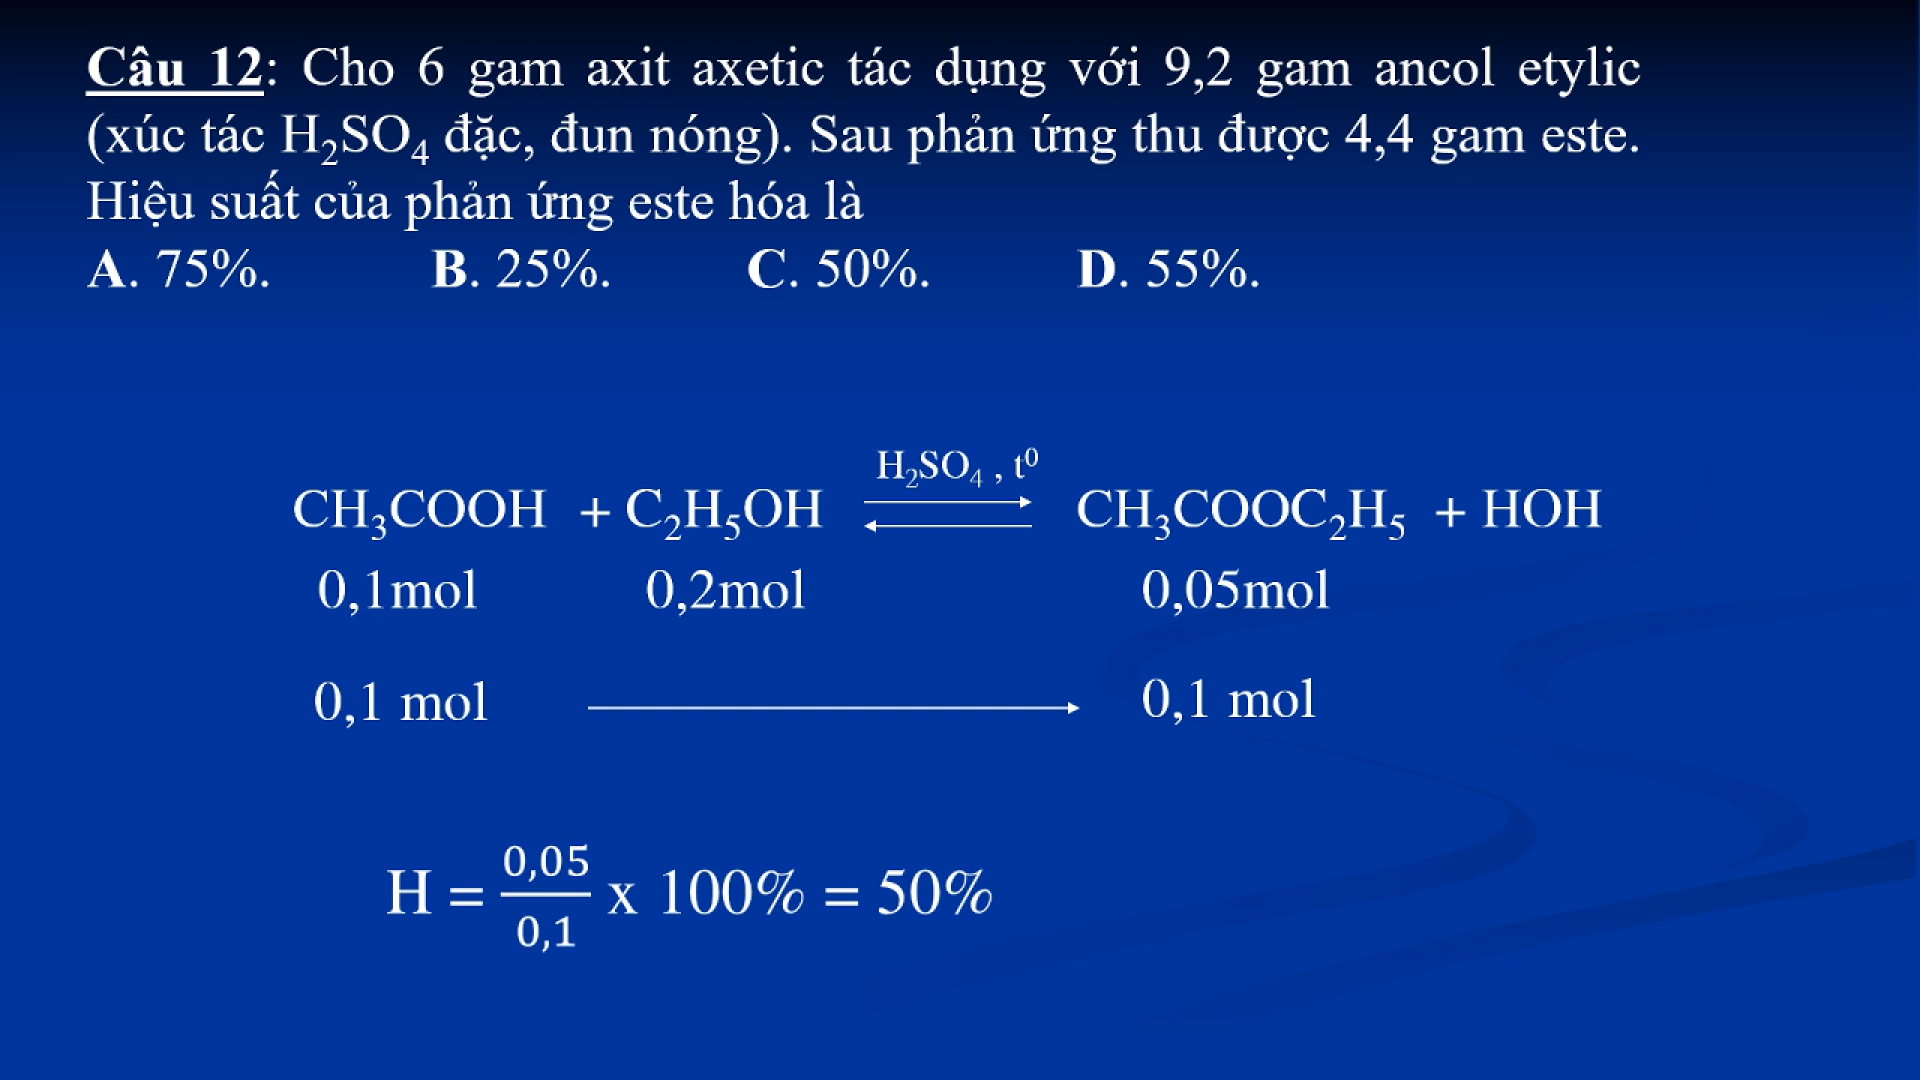 Câu 12: Cho 6 gam axit axetic tác dụng với 9,2 gam ancol etylic
(xúc tác H₂SO₄ đặc, đun nóng). Sau phản ứng thu được 4,4 gam este.
Hiệu suất của phản ứng este hóa là
A. 75%. B. 25%. C. 50%. D. 55%.
H₂SO₄ , t⁰
CH₃COOH + C₂H₅OH ⇄ CH₃COOC₂H₅ + HOH
0,1mol 0,2mol 0,05mol
0,1 mol → 0,1 mol
H = 0,05/0,1 x 100% = 50%